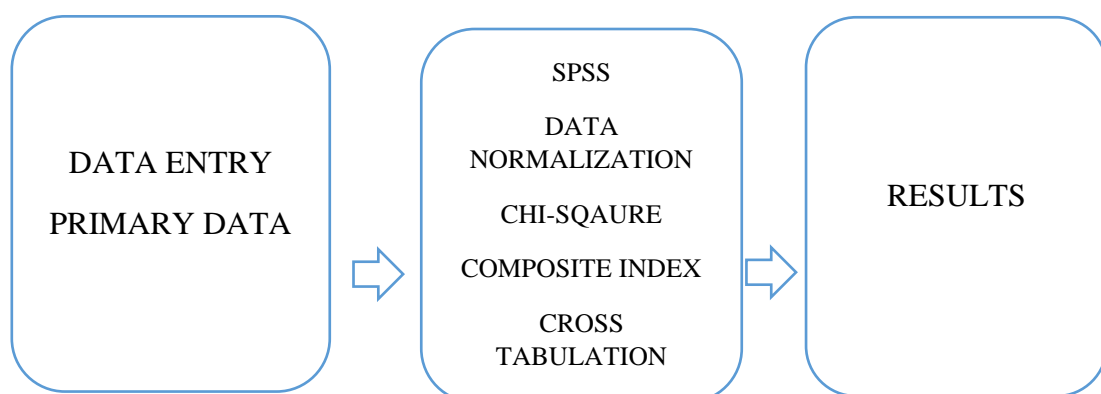 DATA ENTRY
PRIMARY DATA
SPSS
DATA
NORMALIZATION
CHI-SQAURE
COMPOSITE INDEX
CROSS
TABULATION
RESULTS